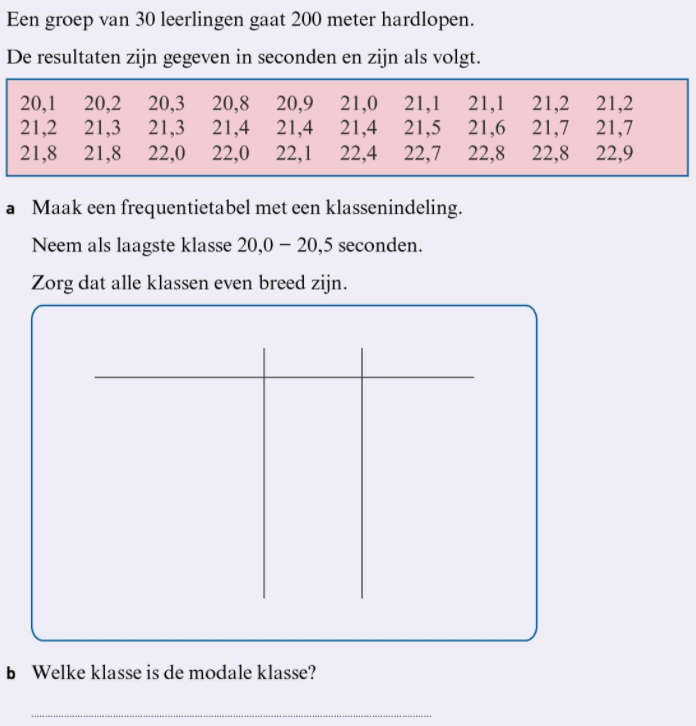 Een groep van 30 leerlingen gaat 200 meter hardlopen.
De resultaten zijn gegeven in seconden en zijn als volgt.
20,1 20,2 20,3 20,8 20,9 21,0 21,1 21,1 21,2 21,2
21,2 21,3 21,3 21,4 21,4 21,4 21,5 21,6 21,7 21,7
21,8 21,8 22,0 22,0 22,1 22,4 22,7 22,8 22,8 22,9
a Maak een frequentietabel met een klassenindeling.
Neem als laagste klasse 20,0 − 20,5 seconden.
Zorg dat alle klassen even breed zijn.
b Welke klasse is de modale klasse?